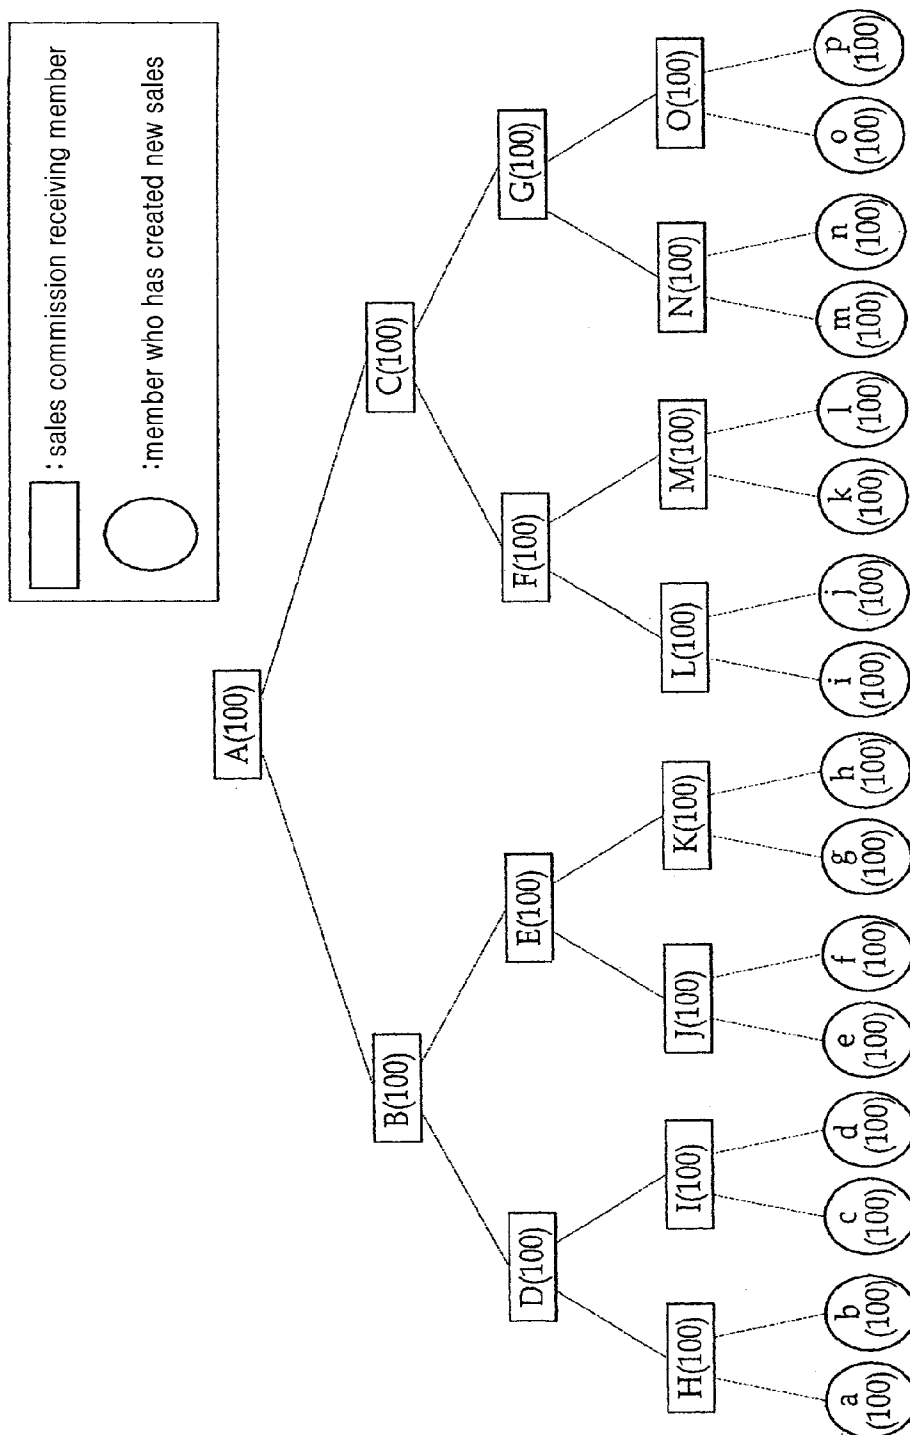 : sales commission receiving member
:member who has created new sales
A(100)
B(100)
C(100)
D(100)
E(100)
F(100)
G(100)
H(100)
I(100)
J(100)
K(100)
L(100)
M(100)
N(100)
O(100)
a
(100)
b
(100)
c
(100)
d
(100)
e
(100)
f
(100)
g
(100)
h
(100)
i
(100)
j
(100)
k
(100)
l
(100)
m
(100)
n
(100)
o
(100)
p
(100)